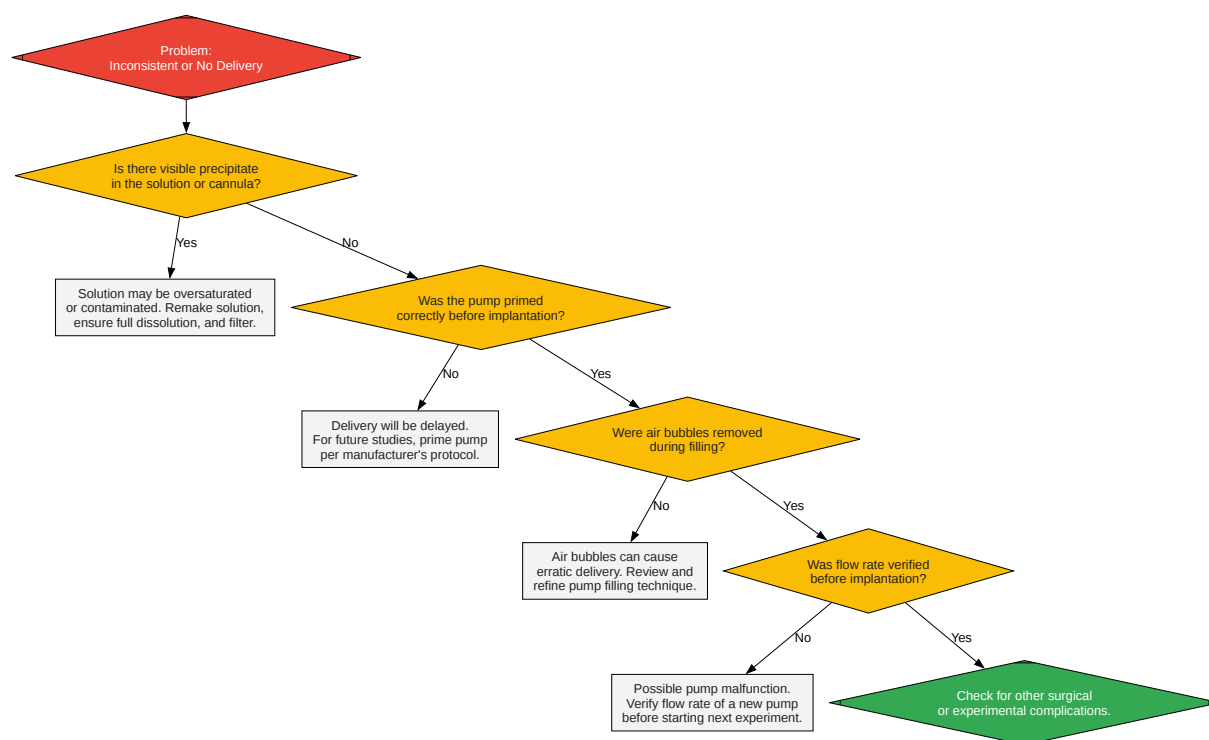 Problem:
Inconsistent or No Delivery
Is there visible precipitate
in the solution or cannula?
Yes
No
Solution may be oversaturated
or contaminated. Remake solution,
ensure full dissolution, and filter.
Was the pump primed
correctly before implantation?
No
Yes
Delivery will be delayed.
For future studies, prime pump
per manufacturer's protocol.
Were air bubbles removed
during filling?
No
Yes
Air bubbles can cause
erratic delivery. Review and
refine pump filling technique.
Was flow rate verified
before implantation?
No
Yes
Possible pump malfunction.
Verify flow rate of a new pump
before starting next experiment.
Check for other surgical
or experimental complications.